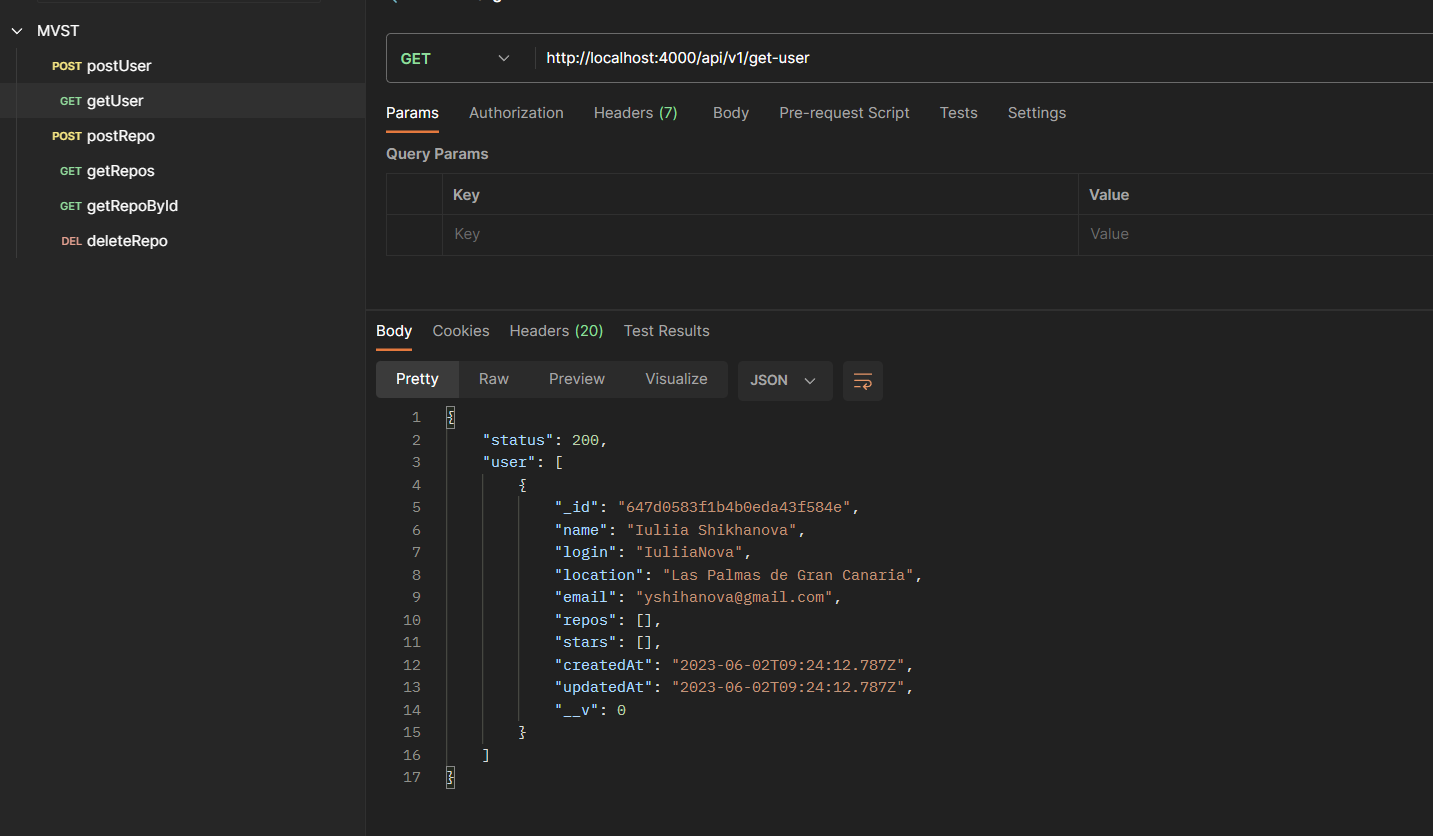 MVST
POST postUser
GET getUser
POST postRepo
GET getRepos
GET getRepoById
DEL deleteRepo
GET http://localhost:4000/api/v1/get-user
Params Authorization Headers (7) Body Pre-request Script Tests Settings
Query Params
Key Value
Key Value
Body Cookies Headers (20) Test Results
Pretty Raw Preview Visualize JSON
1 {
2 "status": 200,
3 "user": [
4 {
5 "_id": "647d0583f1b4b0eda43f584e",
6 "name": "Iuliia Shikhanova",
7 "login": "IuliiaNova",
8 "location": "Las Palmas de Gran Canaria",
9 "email": "yshihanova@gmail.com",
10 "repos": [],
11 "stars": [],
12 "createdAt": "2023-06-02T09:24:12.787Z",
13 "updatedAt": "2023-06-02T09:24:12.787Z",
14 "__v": 0
15 }
16 ]
17 }